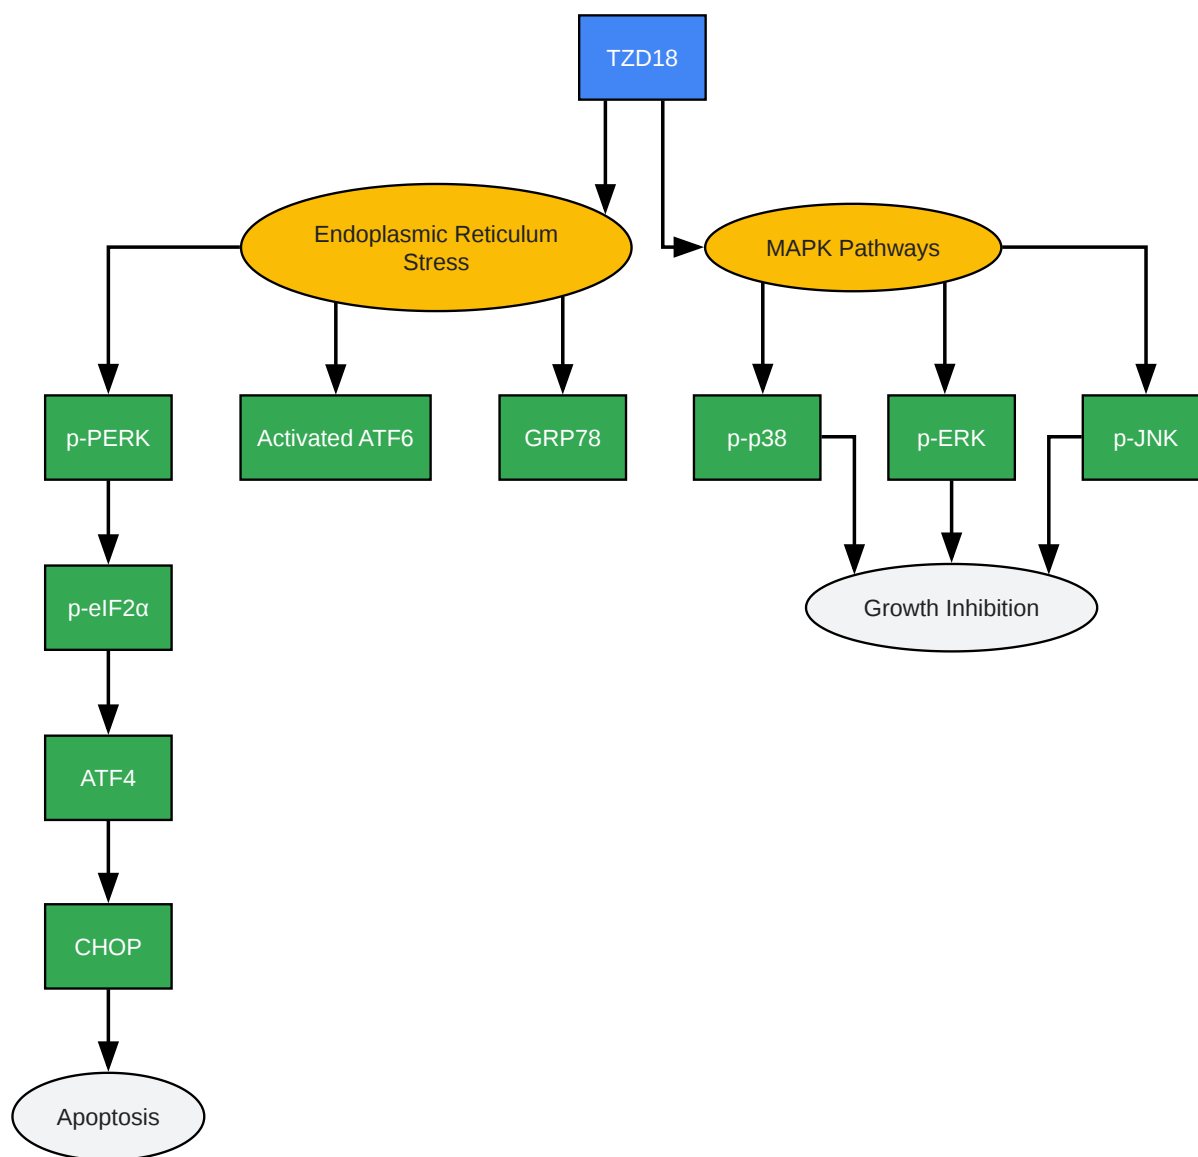 TZD18
Endoplasmic Reticulum
Stress
MAPK Pathways
p-PERK
Activated ATF6
GRP78
p-p38
p-ERK
p-JNK
p-eIF2α
Growth Inhibition
ATF4
CHOP
Apoptosis